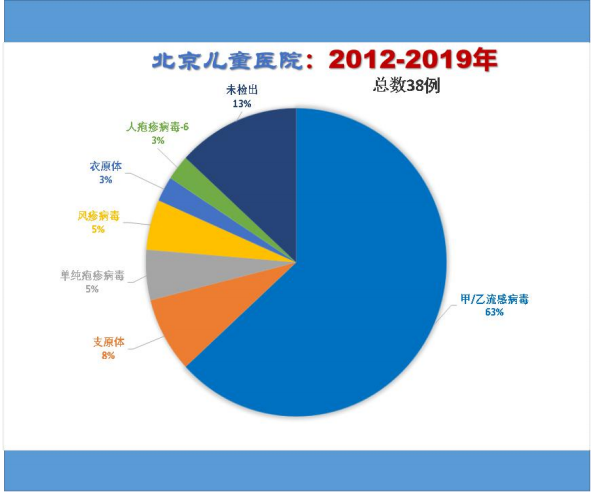 北京儿童医院：2012-2019年
总数38例
未检出
13%
人疱疹病毒-6
3%
衣原体
3%
风疹病毒
5%
单纯疱疹病毒
5%
支原体
8%
甲/乙流感病毒
63%